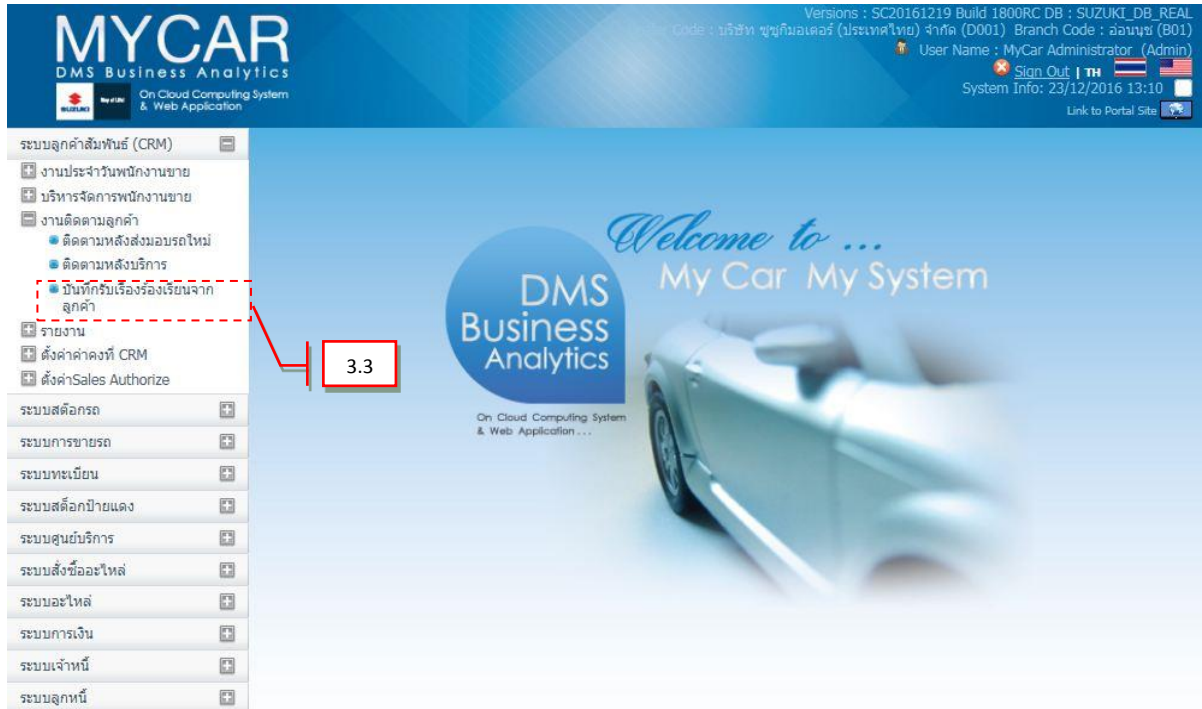 MYCAR
DMS Business Analytics
On Cloud Computing System
& Web Application
SUZUKI
Way of Life!
Versions : SC20161219 Build 1800RC DB : SUZUKI_DB_REAL
Code : บริษัท ซูซูกิมอเตอร์ (ประเทศไทย) จำกัด (D001) Branch Code : อ่อนนุช (B01)
User Name : MyCar Administrator (Admin)
Sign Out | TH
System Info: 23/12/2016 13:10
Link to Portal Site
ระบบลูกค้าสัมพันธ์ (CRM)
งานประจำวันพนักงานขาย
บริหารจัดการพนักงานขาย
งานติดตามลูกค้า
ติดตามหลังส่งมอบรถใหม่
ติดตามหลังบริการ
บันทึกรับเรื่องร้องเรียนจาก
ลูกค้า
รายงาน
ตั้งค่าค่าคงที่ CRM
ตั้งค่าSales Authorize
ระบบสต๊อกรถ
ระบบการขายรถ
ระบบทะเบียน
ระบบสต็อกป้ายแดง
ระบบศูนย์บริการ
ระบบสั่งซื้ออะไหล่
ระบบอะไหล่
ระบบการเงิน
ระบบเจ้าหนี้
ระบบลูกหนี้
3.3
Welcome to ...
My Car My System
DMS
Business
Analytics
On Cloud Computing System
& Web Application...